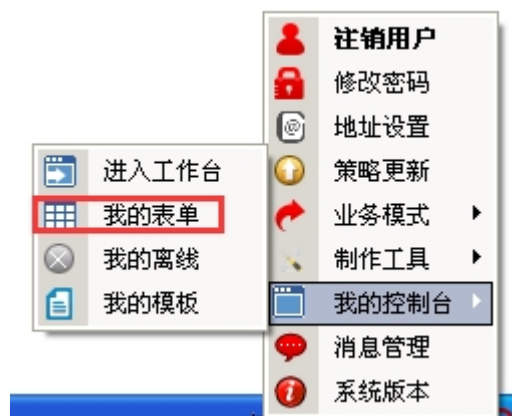 注销用户
修改密码
地址设置
策略更新
业务模式
制作工具
我的控制台
消息管理
系统版本
进入工作台
我的表单
我的离线
我的模板